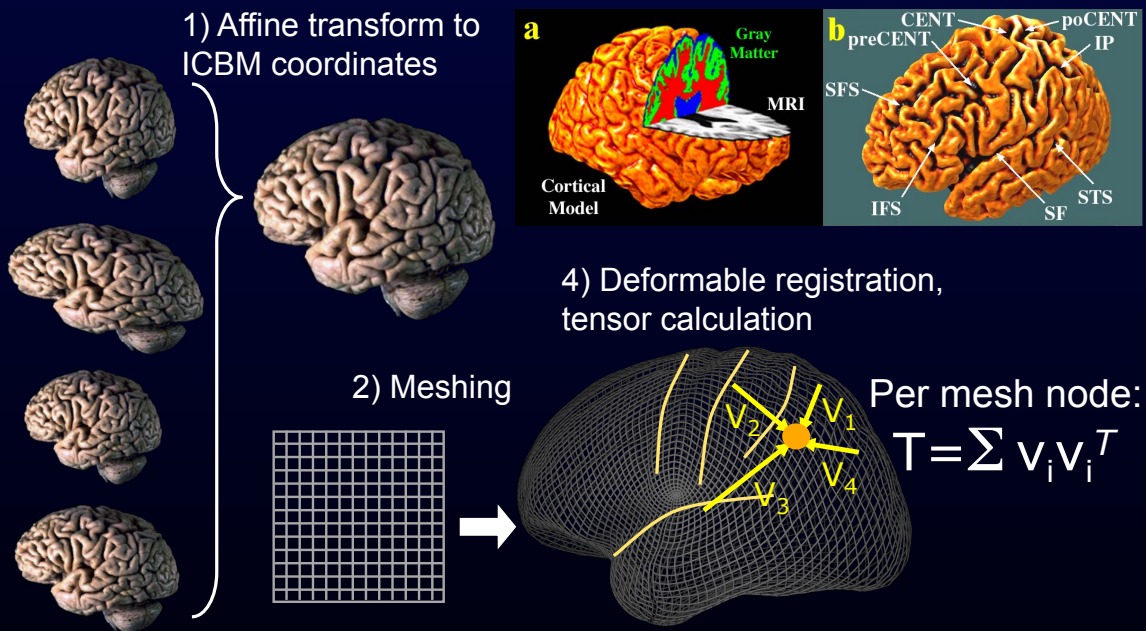 1) Affine transform to
ICBM coordinates
a
Gray
Matter
MRI
Cortical
Model
b
CENT
poCENT
preCENT
IP
SFS
IFS
SF
STS
2) Meshing
4) Deformable registration,
tensor calculation
V₂
V₁
V₃
V₄
Per mesh node:
T=Σ vᵢvᵢᵀ